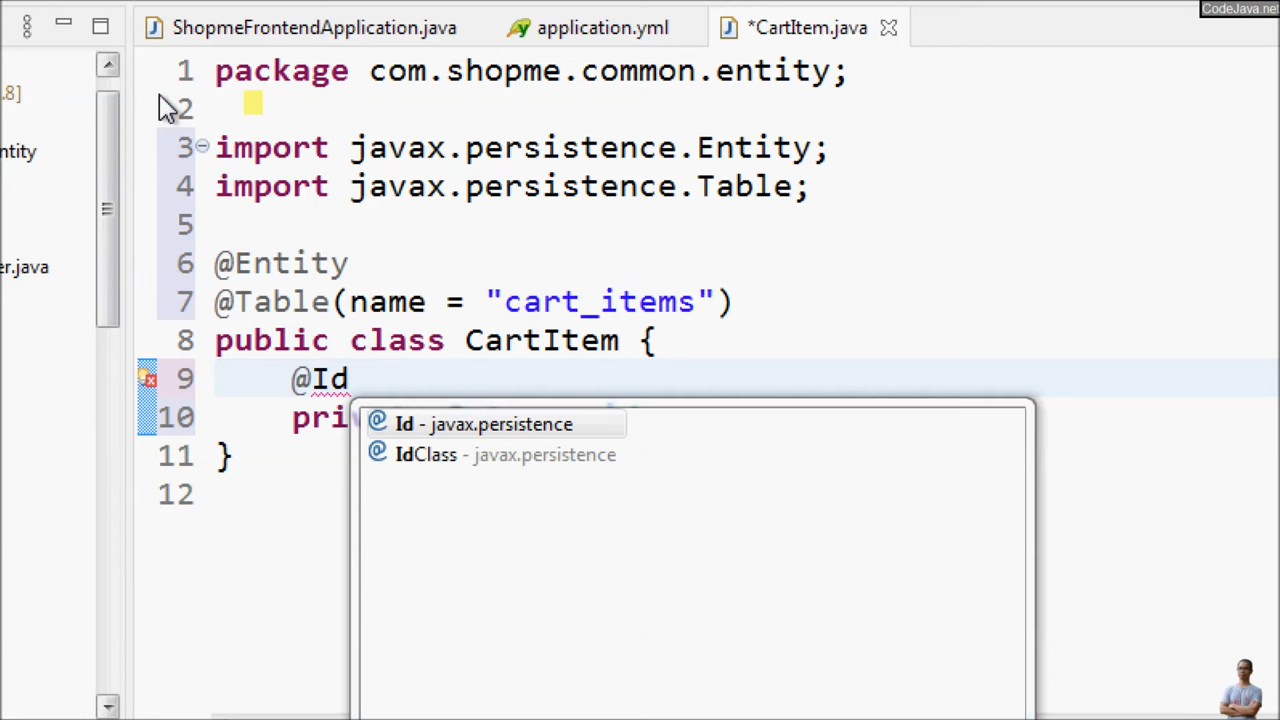 CodeJava.net
ShopmeFrontendApplication.java
application.yml
*CartItem.java
.8]
ntity
er.java
1 package com.shopme.common.entity;
2
3 import javax.persistence.Entity;
4 import javax.persistence.Table;
5
6 @Entity
7 @Table(name = "cart_items")
8 public class CartItem {
9 @Id
10 pri
Id - javax.persistence
IdClass - javax.persistence
11 }
12